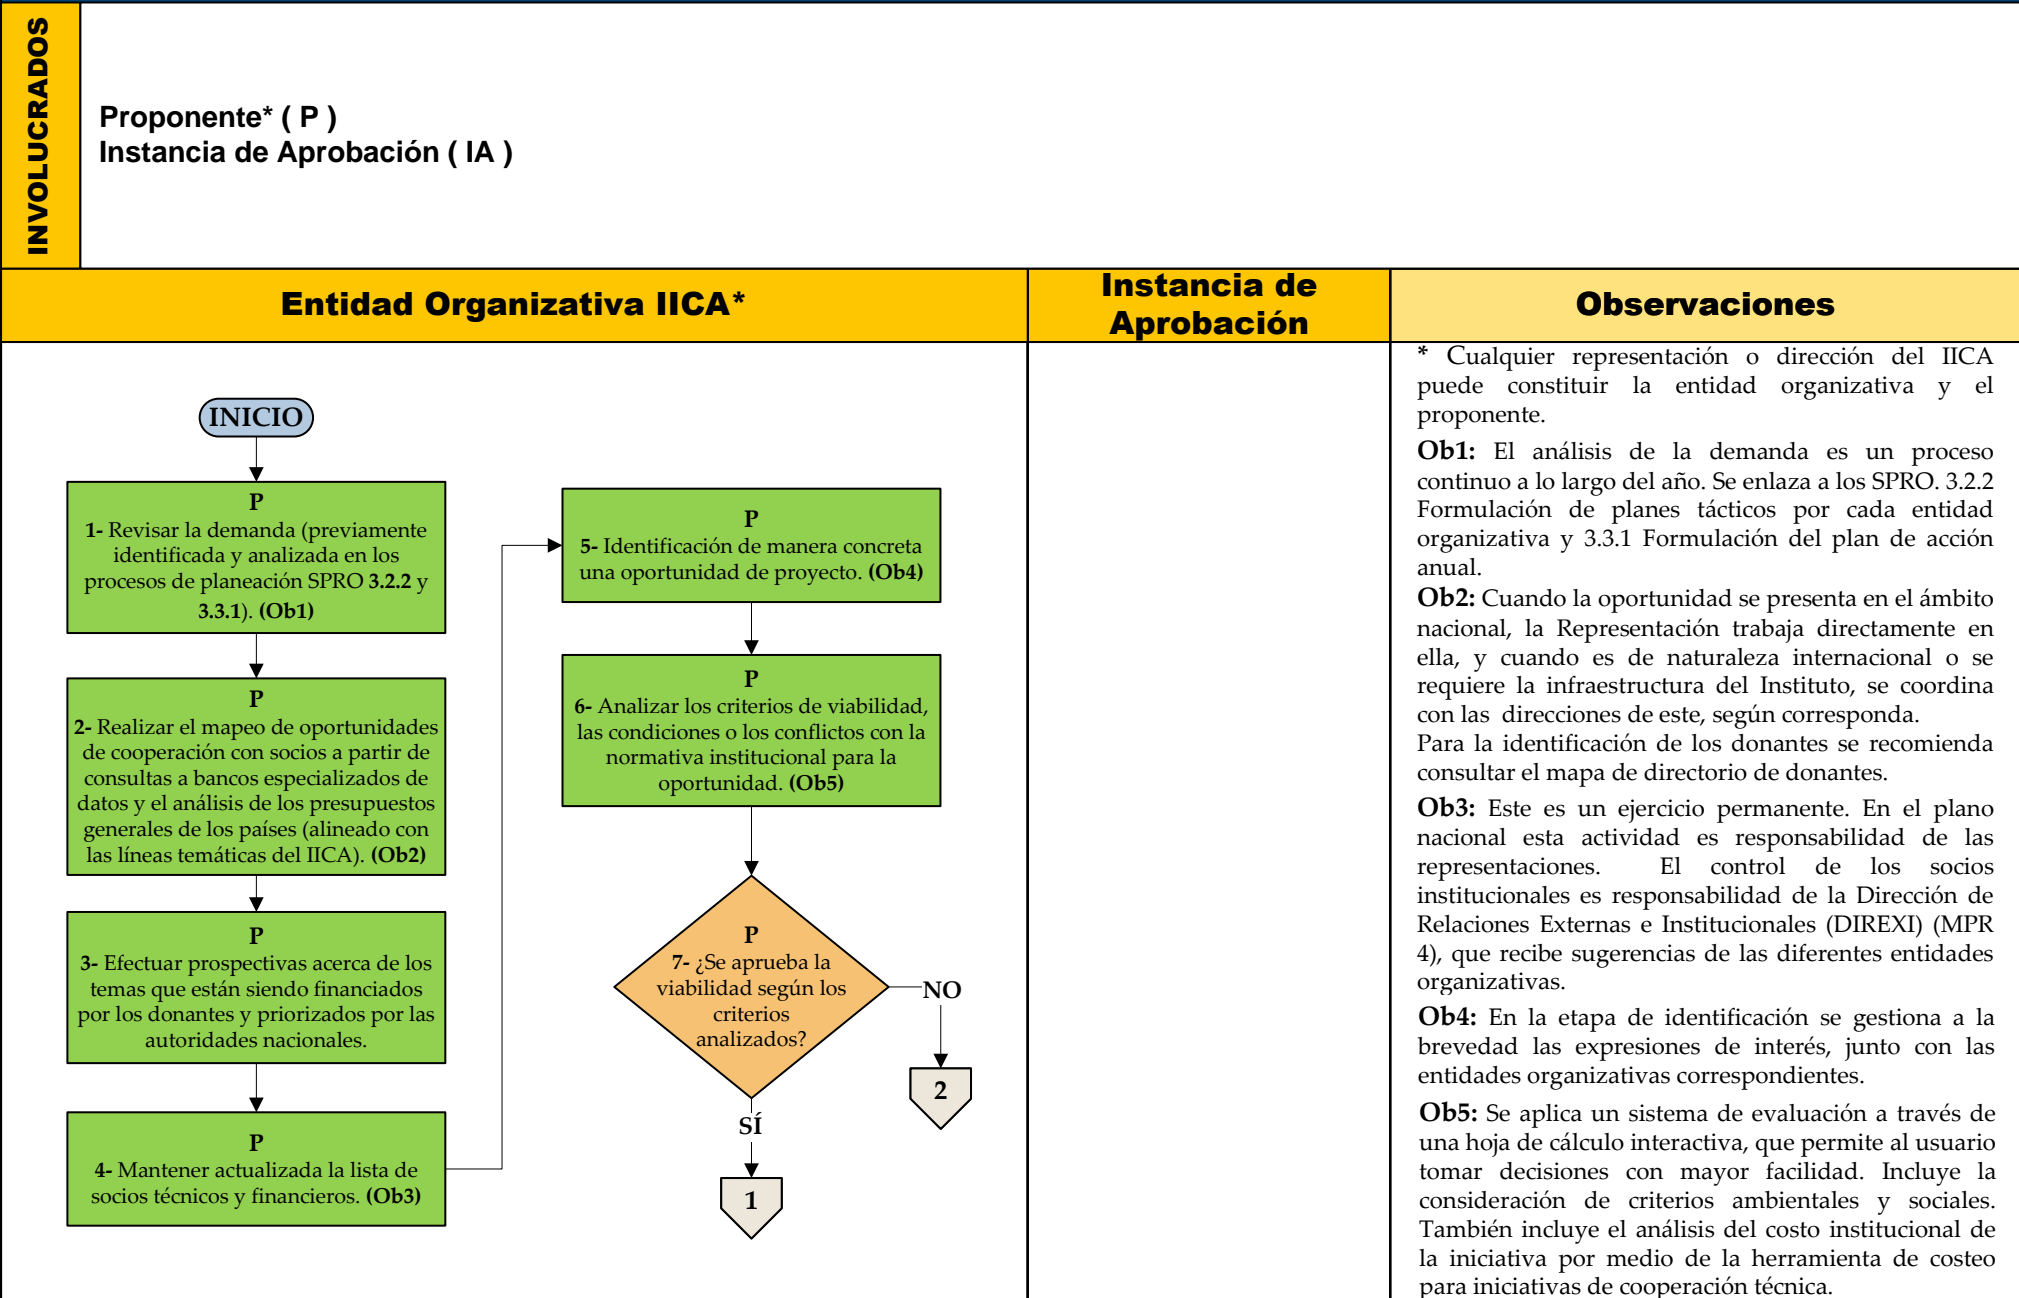 INVOLUCRADOS
Proponente* ( P )
Instancia de Aprobación ( IA )
Entidad Organizativa IICA*
Instancia de
Aprobación
Observaciones
INICIO
P
1- Revisar la demanda (previamente
identificada y analizada en los
procesos de planeación SPRO 3.2.2 y
3.3.1). (Ob1)
P
2- Realizar el mapeo de oportunidades
de cooperación con socios a partir de
consultas a bancos especializados de
datos y el análisis de los presupuestos
generales de los países (alineado con
las líneas temáticas del IICA). (Ob2)
P
3- Efectuar prospectivas acerca de los
temas que están siendo financiados
por los donantes y priorizados por las
autoridades nacionales.
P
4- Mantener actualizada la lista de
socios técnicos y financieros. (Ob3)
P
5- Identificación de manera concreta
una oportunidad de proyecto. (Ob4)
P
6- Analizar los criterios de viabilidad,
las condiciones o los conflictos con la
normativa institucional para la
oportunidad. (Ob5)
P
7- ¿Se aprueba la
viabilidad según los
criterios
analizados?
NO
2
SÍ
1
* Cualquier representación o dirección del IICA
puede constituir la entidad organizativa y el
proponente.
Ob1: El análisis de la demanda es un proceso
continuo a lo largo del año. Se enlaza a los SPRO. 3.2.2
Formulación de planes tácticos por cada entidad
organizativa y 3.3.1 Formulación del plan de acción
anual.
Ob2: Cuando la oportunidad se presenta en el ámbito
nacional, la Representación trabaja directamente en
ella, y cuando es de naturaleza internacional o se
requiere la infraestructura del Instituto, se coordina
con las direcciones de este, según corresponda.
Para la identificación de los donantes se recomienda
consultar el mapa de directorio de donantes.
Ob3: Este es un ejercicio permanente. En el plano
nacional esta actividad es responsabilidad de las
representaciones. El control de los socios
institucionales es responsabilidad de la Dirección de
Relaciones Externas e Institucionales (DIREXI) (MPR
4), que recibe sugerencias de las diferentes entidades
organizativas.
Ob4: En la etapa de identificación se gestiona a la
brevedad las expresiones de interés, junto con las
entidades organizativas correspondientes.
Ob5: Se aplica un sistema de evaluación a través de
una hoja de cálculo interactiva, que permite al usuario
tomar decisiones con mayor facilidad. Incluye la
consideración de criterios ambientales y sociales.
También incluye el análisis del costo institucional de
la iniciativa por medio de la herramienta de costeo
para iniciativas de cooperación técnica.